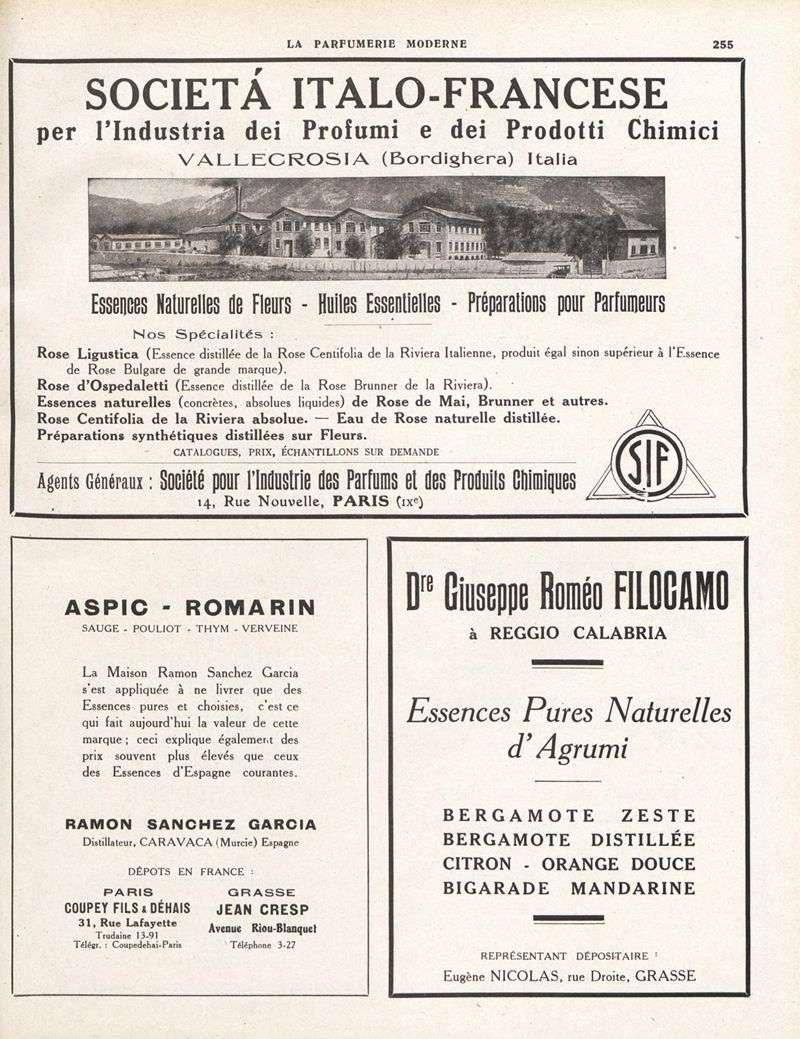 LA PARFUMERIE MODERNE
255
SOCIETÁ ITALO-FRANCESE
per l'Industria dei Profumi e dei Prodotti Chimici
VALLECROSIA (Bordighera) Italia
Essences Naturelles de Fleurs - Huiles Essentielles - Préparations pour Parfumeurs
Nos Spécialités :
Rose Ligustica (Essence distillée de la Rose Centifolia de la Riviera Italienne, produit égal sinon supérieur à l'Essence
de Rose Bulgare de grande marque).
Rose d'Ospedaletti (Essence distillée de la Rose Brunner de la Riviera).
Essences naturelles (concrètes, absolues liquides) de Rose de Mai, Brunner et autres.
Rose Centifolia de la Riviera absolue. — Eau de Rose naturelle distillée.
Préparations synthétiques distillées sur Fleurs.
CATALOGUES, PRIX, ÉCHANTILLONS SUR DEMANDE
Agents Généraux : Société pour l'Industrie des Parfums et des Produits Chimiques
14, Rue Nouvelle, PARIS (IXe)
SIF
ASPIC - ROMARIN
SAUGE - POULIOT - THYM - VERVEINE
La Maison Ramon Sanchez Garcia
s'est appliquée à ne livrer que des
Essences pures et choisies, c'est ce
qui fait aujourd'hui la valeur de cette
marque ; ceci explique également des
prix souvent plus élevés que ceux
des Essences d'Espagne courantes.
RAMON SANCHEZ GARCIA
Distillateur, CARAVACA (Murcie) Espagne
DÉPOTS EN FRANCE :
PARIS
COUPEY FILS & DÉHAIS
31, Rue Lafayette
Trudaine 13-91
Télégr. : Coupedehai-Paris
GRASSE
JEAN CRESP
Avenue Riou-Blanquet
Téléphone 3-27
Dre Giuseppe Roméo FILOCAMO
à REGGIO CALABRIA
Essences Pures Naturelles
d'Agrumi
BERGAMOTE ZESTE
BERGAMOTE DISTILLÉE
CITRON - ORANGE DOUCE
BIGARADE MANDARINE
REPRÉSENTANT DÉPOSITAIRE :
Eugène NICOLAS, rue Droite, GRASSE